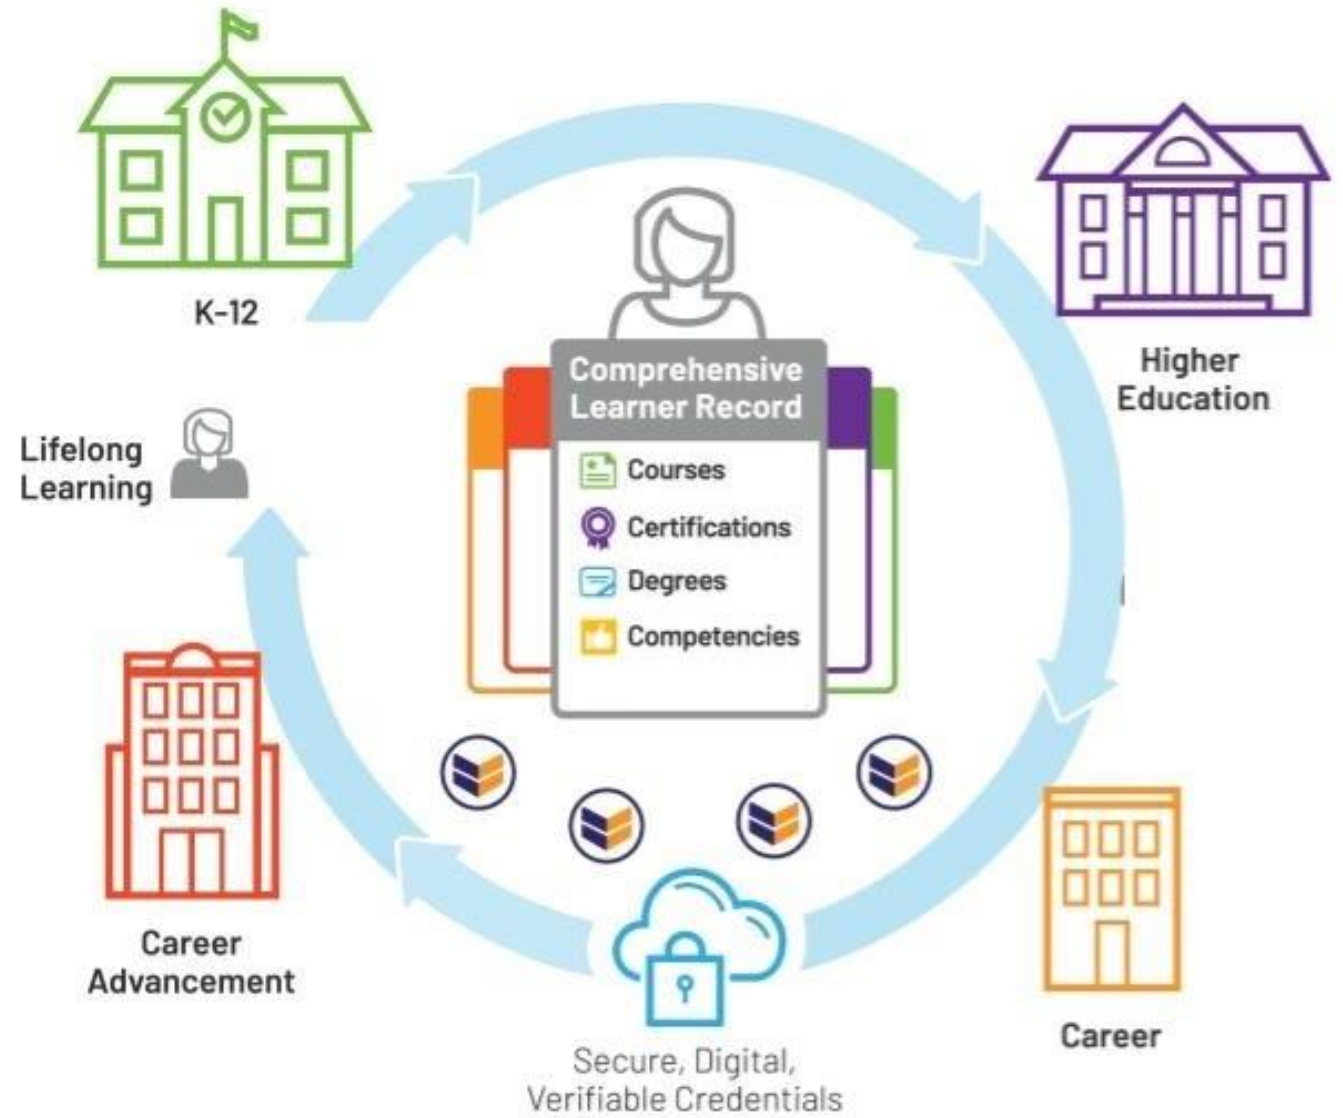 K-12
Higher
Education
Comprehensive
Learner Record
Courses
Certifications
Degrees
Competencies
Lifelong
Learning
Career
Advancement
Career
Secure, Digital,
Verifiable Credentials